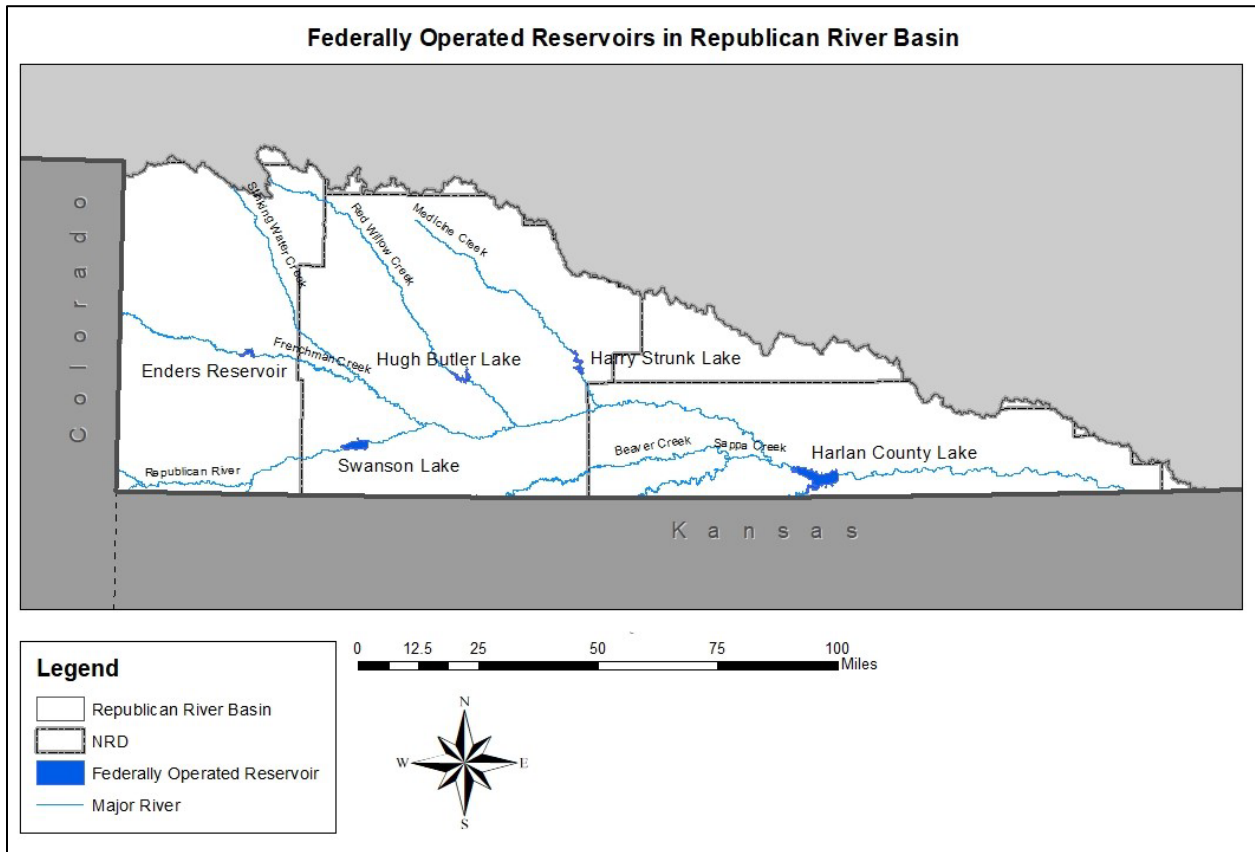 Federally Operated Reservoirs in Republican River Basin
Colorado
Stinking Water Creek
Red Willow Creek
Medicine Creek
Frenchman Creek
Enders Reservoir
Hugh Butler Lake
Harry Strunk Lake
Republican River
Swanson Lake
Beaver Creek
Sappa Creek
Harlan County Lake
Kansas
Legend
Republican River Basin
NRD
Federally Operated Reservoir
Major River
0 12.5 25 50 75 100
Miles
N
W E
S